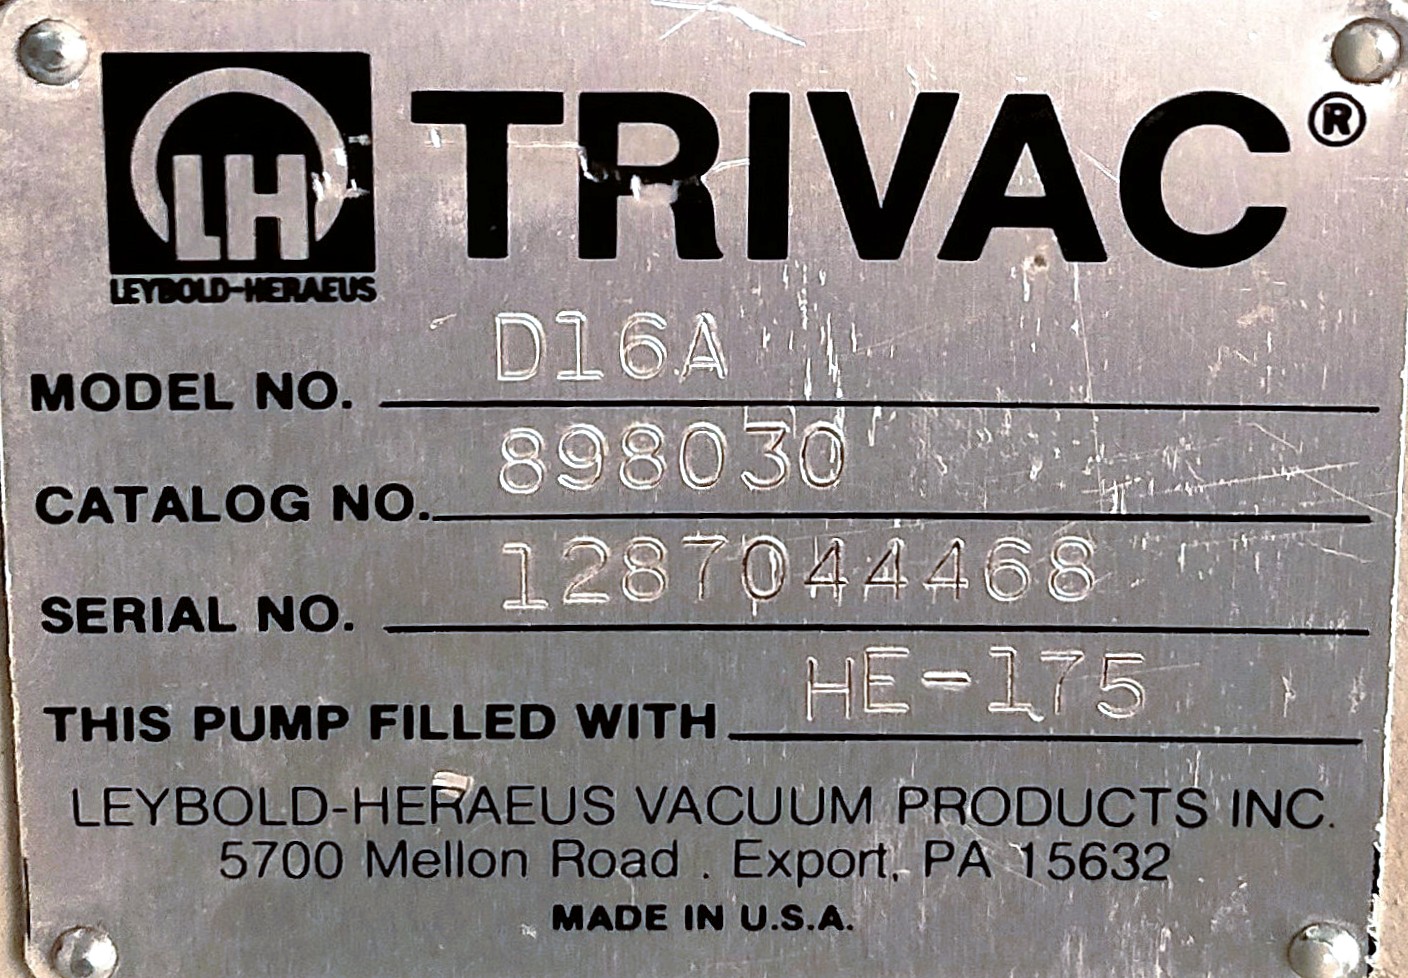 LH TRIVAC®
LEYBOLD-HERAEUS
MODEL NO. D16A
CATALOG NO. 898030
SERIAL NO. 1287044468
THIS PUMP FILLED WITH HE-175
LEYBOLD-HERAEUS VACUUM PRODUCTS INC.
5700 Mellon Road . Export, PA 15632
MADE IN U.S.A.